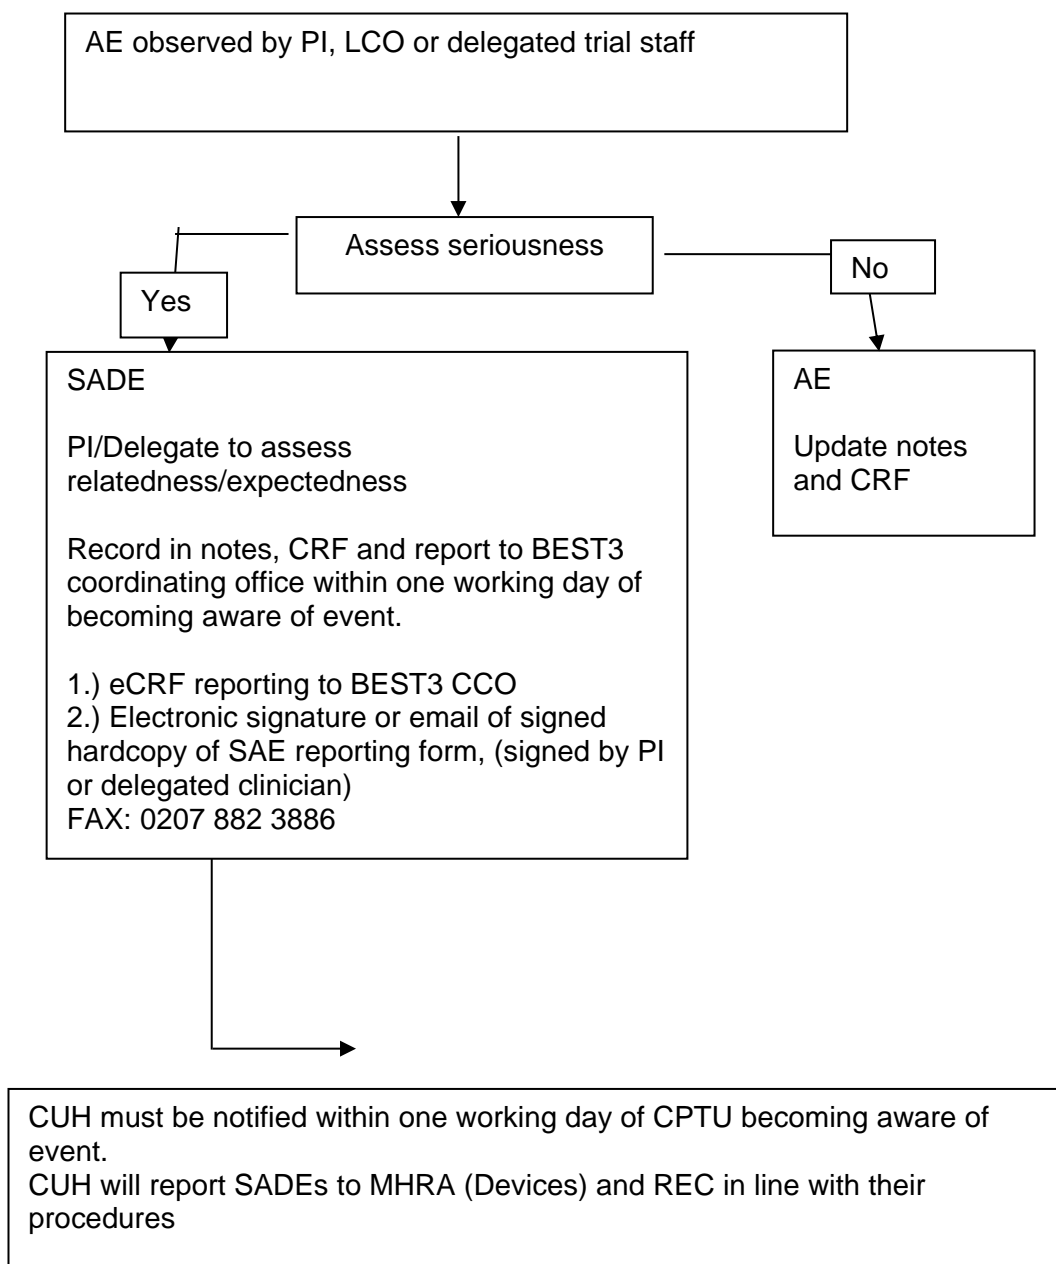 AE observed by PI, LCO or delegated trial staff
Assess seriousness
Yes
No
SADE
PI/Delegate to assess
relatedness/expectedness
Record in notes, CRF and report to BEST3
coordinating office within one working day of
becoming aware of event.
1.) eCRF reporting to BEST3 CCO
2.) Electronic signature or email of signed
hardcopy of SAE reporting form, (signed by PI
or delegated clinician)
FAX: 0207 882 3886
AE
Update notes
and CRF
CUH must be notified within one working day of CPTU becoming aware of
event.
CUH will report SADEs to MHRA (Devices) and REC in line with their
procedures